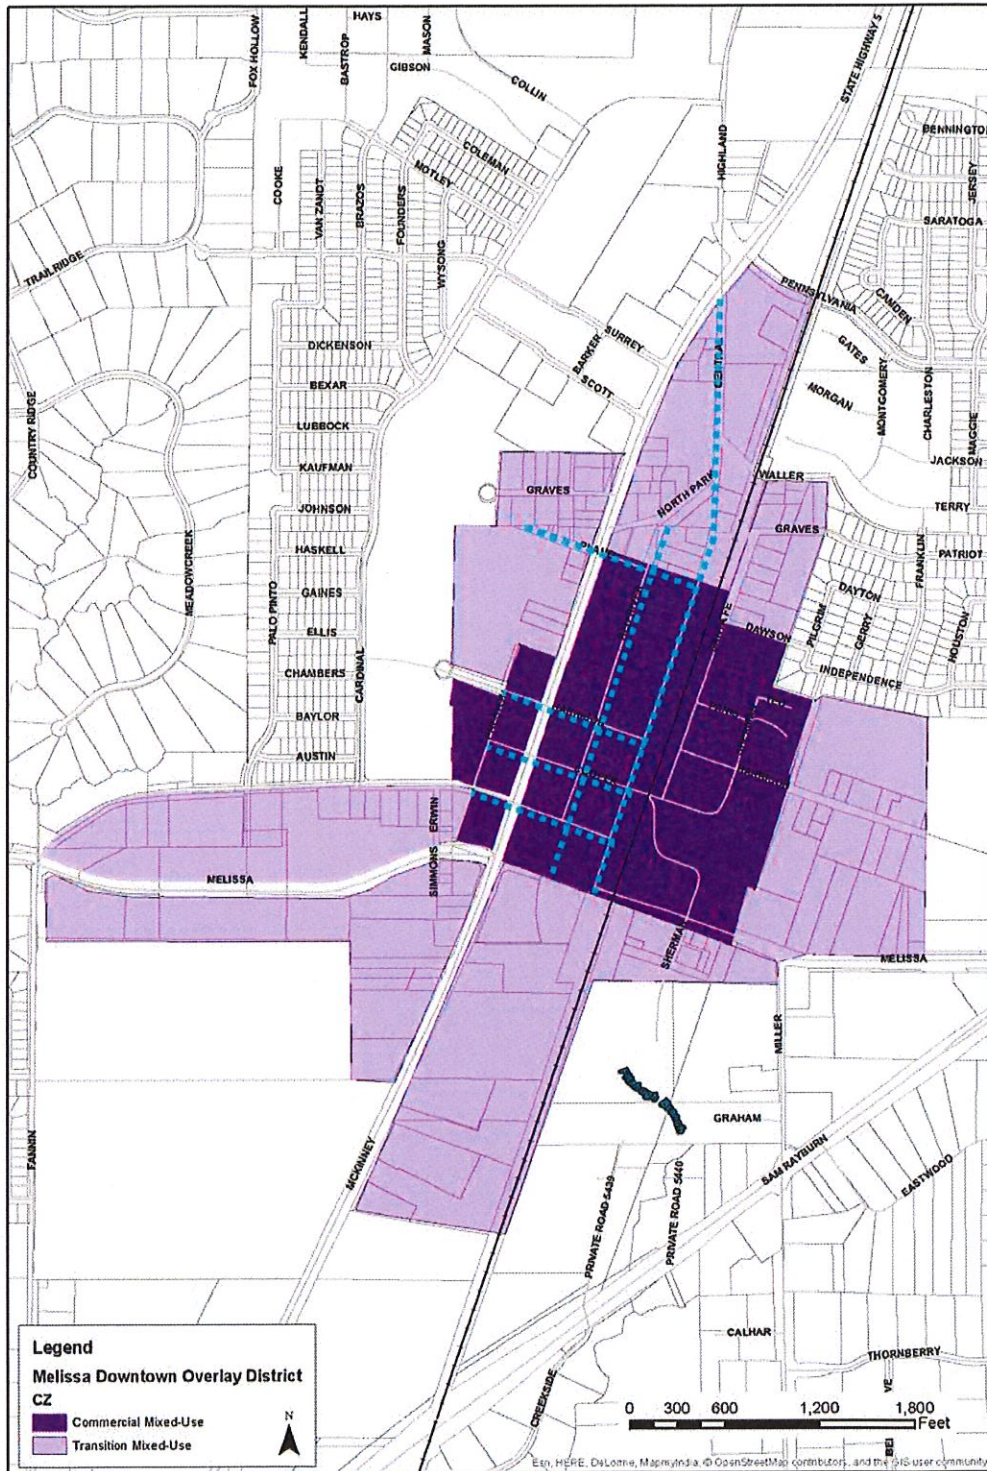 HAYS
KENDALL
MASON
FOX HOLLOW
BASTROP
GIBSON
COLLIN
STATE HIGHWAY 5
HIGHLAND
BENNINGTON
JERSEY
COLEMAN
MOTLEY
COOKE
VAN ZANDT
BRAZOS
FOUNDERS
SARATOGA
WYSONG
TRAILRIDGE
PENNSYLVANIA
CAMDEN
SURREY
BARKER
GATES
DICKENSON
CENTRAL
SCOTT
BEXAR
MORGAN
MONTGOMERY
CHARLESTON
MAGGIE
LUBBOCK
COUNTRY RIDGE
KAUFMAN
JACKSON
WALLER
GRAVES
NORTH PARK
JOHNSON
TERRY
GRAVES
HASKELL
FRANKLIN
PATRIOT
MEADOWCREEK
PALO PINTO
GAINES
DAYTON
PILGRIM
GERRY
HOUSTON
ELLIS
DAWSON
CHAMBERS
CARDINAL
INDEPENDENCE
BAYLOR
AUSTIN
ERWIN
SIMMONS
MELISSA
SHERMAN
MELISSA
MILLER
GRAHAM
FANNIN
MCKINNEY
SAM RAYBURN
EASTWOOD
PRIVATE ROAD 5439
PRIVATE ROAD 5440
CALHAR
THORNBERRY
CREEKSIDE
VE
BEL
Legend
Melissa Downtown Overlay District
CZ
Commercial Mixed-Use
Transition Mixed-Use
N
0 300 600 1,200 1,800
Feet
Esri, HERE, DeLorme, MapmyIndia, © OpenStreetMap contributors, and the GIS user community